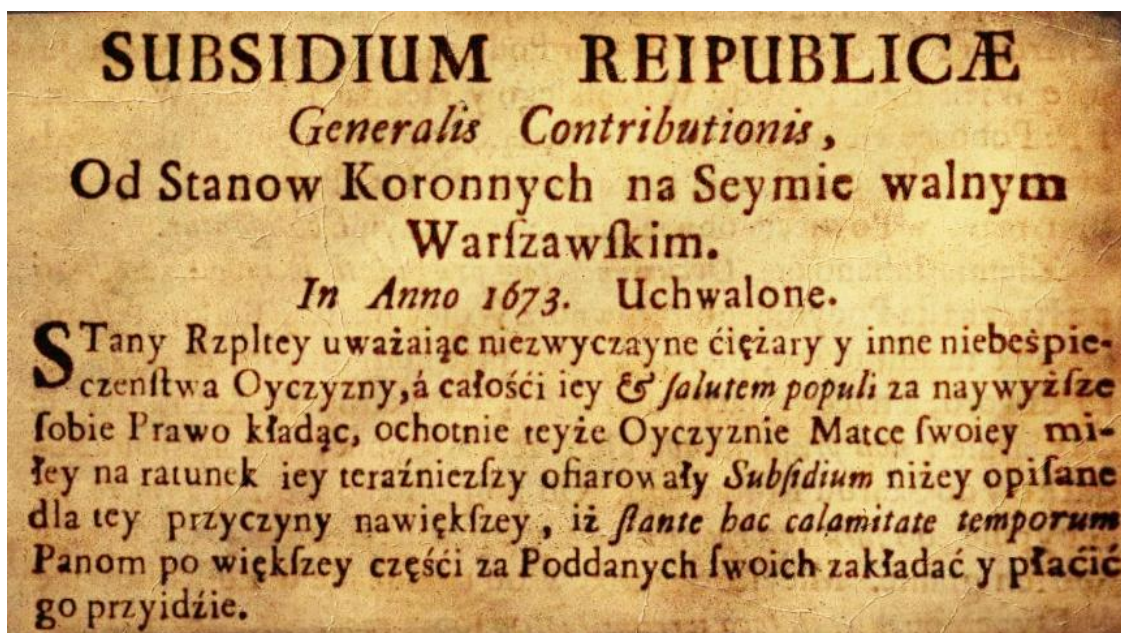 SUBSIDIUM REIPUBLICÆ
Generalis Contributionis,
Od Stanow Koronnych na Seymie walnym
Warſzawſkim.
In Anno 1673. Uchwalone.
STany Rzpltey uważaiąc niezwyczayne ćiężary y inne niebeśpie-
czenſtwa Oyczyzny, á całośći iey & ſalutem populi za naywyżſze
ſobie Prawo kładąc, ochotnie teyże Oyczyznie Matce ſwoiey mi-
łey na ratunek iey teraźniezſzy ofiarowały Subſidium niżey opiſane
dla tey przyczyny nawiękſzey, iż ſtante hac calamitate temporum
Panom po więkſzey częśći za Poddanych ſwoich zakładać y płaćić
go przyidźie.